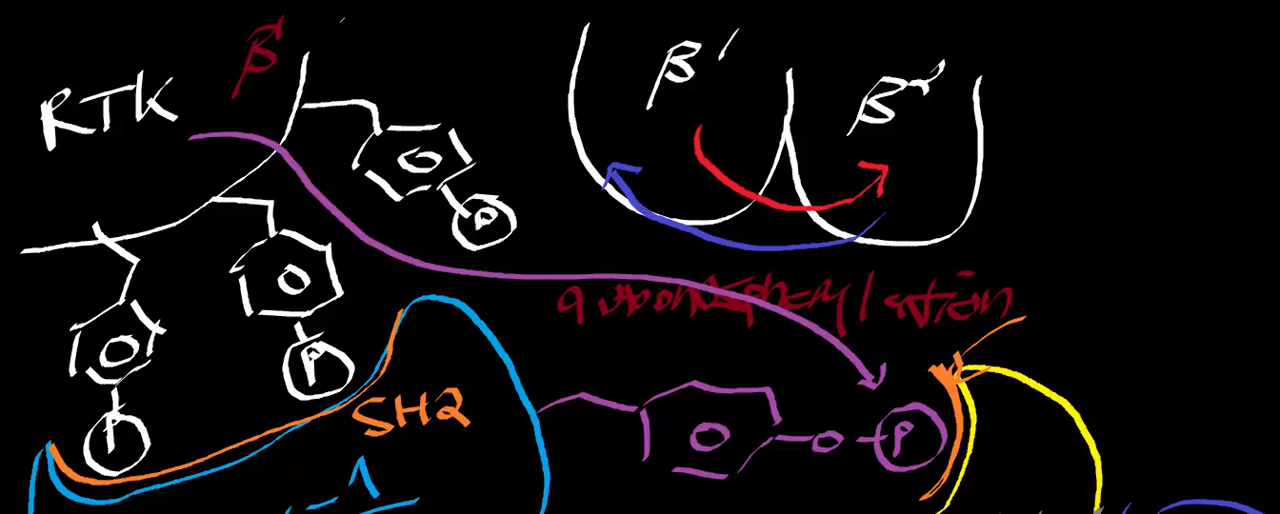 RTK β β' β"
P
P
P
autophosphorylation
SH2
O P